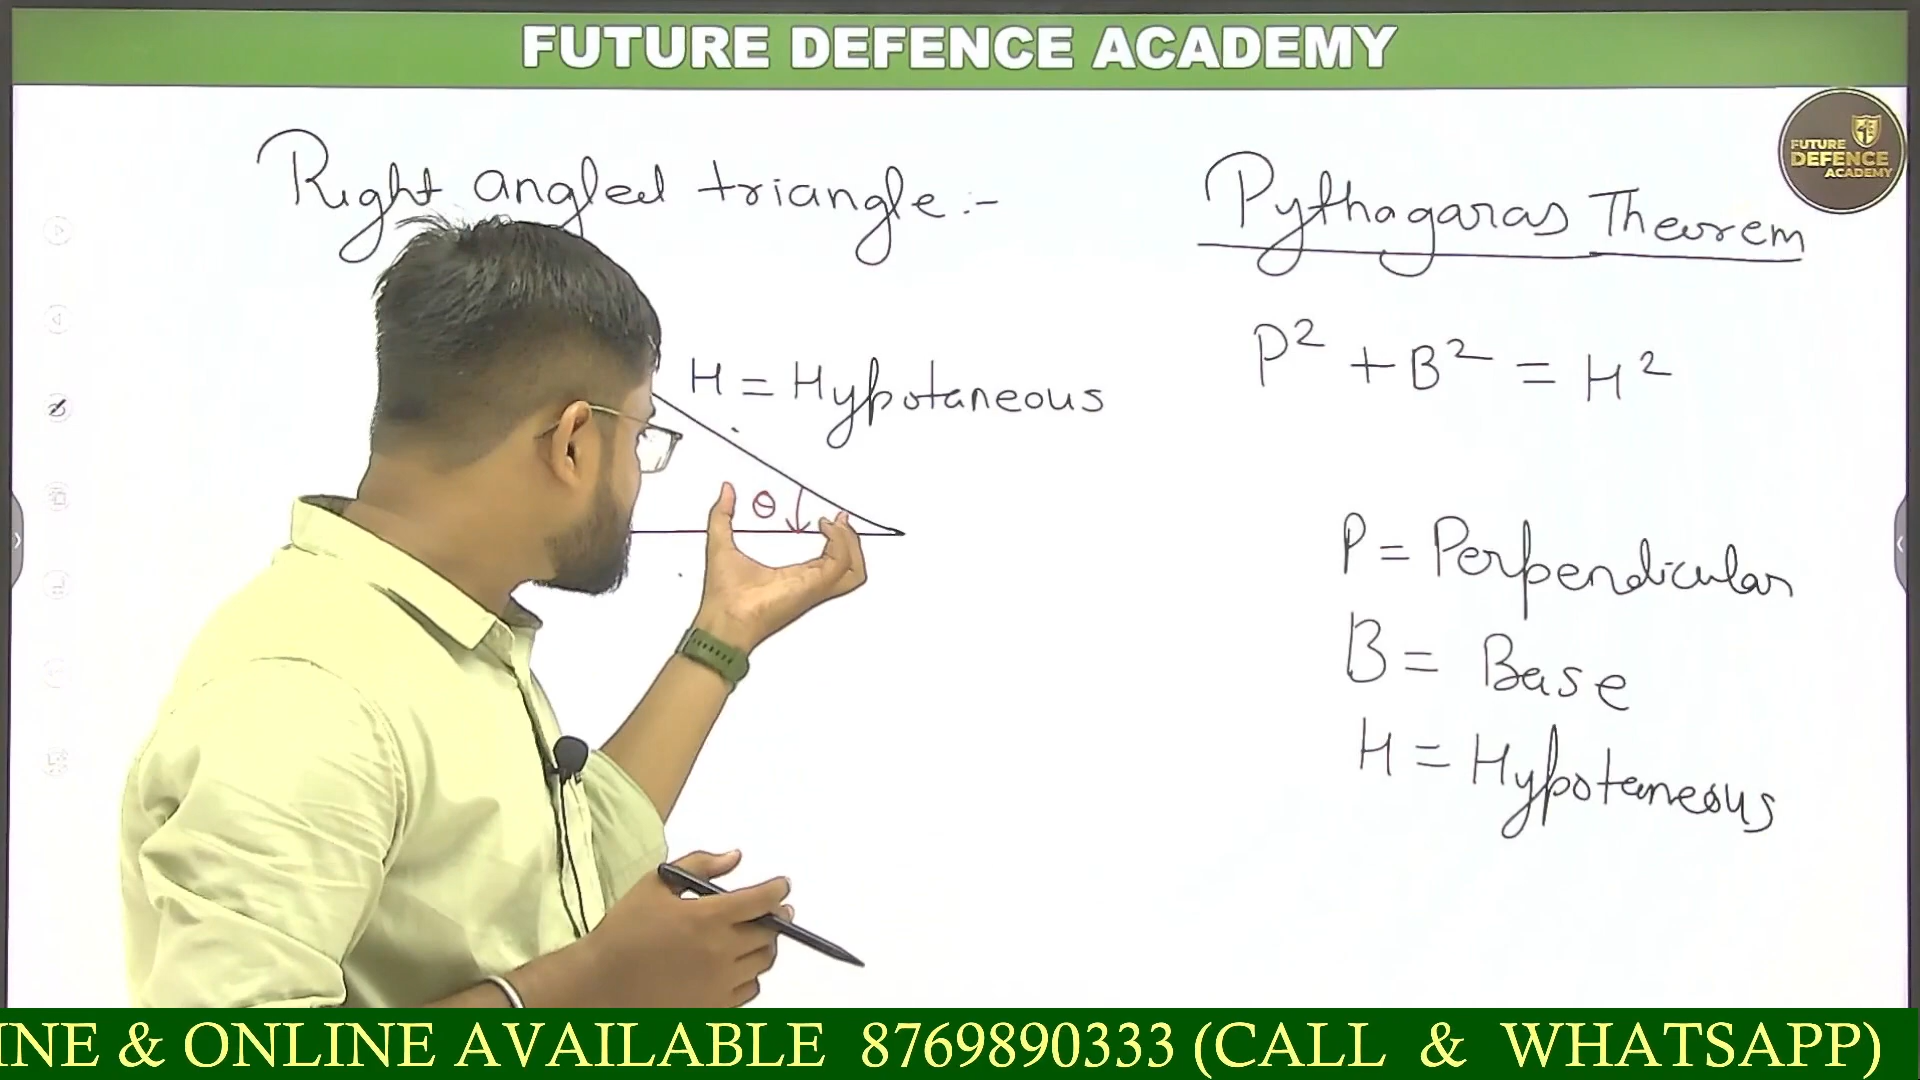 FUTURE DEFENCE ACADEMY
FUTURE
DEFENCE
ACADEMY
Right angled triangle :-
H = Hypotaneous
θ
Pythagaras Theorem
P² + B² = H²
P = Perpendicular
B = Base
H = Hypotaneous
INE & ONLINE AVAILABLE 8769890333 (CALL & WHATSAPP)